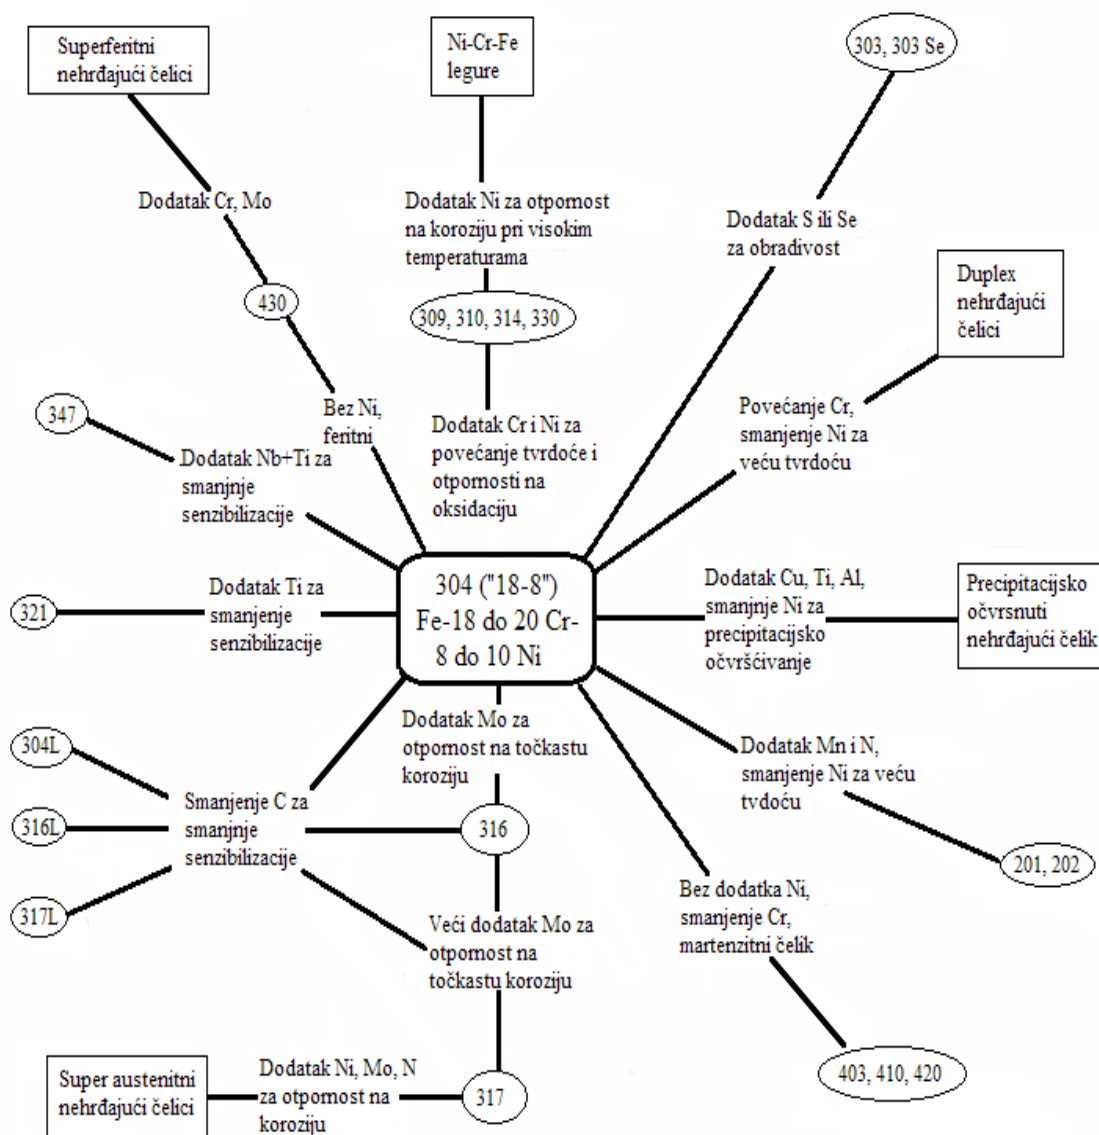 Superferitni
nehrđajući čelici
Ni-Cr-Fe
legure
303, 303 Se
Dodatak Cr, Mo
Dodatak Ni za otpornost
na koroziju pri visokim
temperaturama
Dodatak S ili Se
za obradivost
430
309, 310, 314, 330
Duplex
nehrđajući
čelici
347
Bez Ni,
feritni
Dodatak Cr i Ni za
povećanje tvrdoće i
otpornosti na
oksidaciju
Povećanje Cr,
smanjenje Ni za
veću tvrdoću
Dodatak Nb+Ti za
smanjnje
senzibilizacije
321
Dodatak Ti za
smanjenje
senzibilizacije
304 ("18-8")
Fe-18 do 20 Cr-
8 do 10 Ni
Dodatak Cu, Ti, Al,
smanjnje Ni za
precipitacijsko
očvršćivanje
Precipitacijsko
očvrsnuti
nehrđajući čelik
304L
316L
317L
Smanjenje C za
smanjnje
senzibilizacije
Dodatak Mo za
otpornost na točkastu
koroziju
316
Dodatak Mn i N,
smanjenje Ni za veću
tvdoću
201, 202
Veći dodatak Mo za
otpornost na
točkastu koroziju
Bez dodatka Ni,
smanjenje Cr,
martenzitni čelik
403, 410, 420
Super austenitni
nehrđajući čelici
Dodatak Ni, Mo, N
za otpornost na
koroziju
317